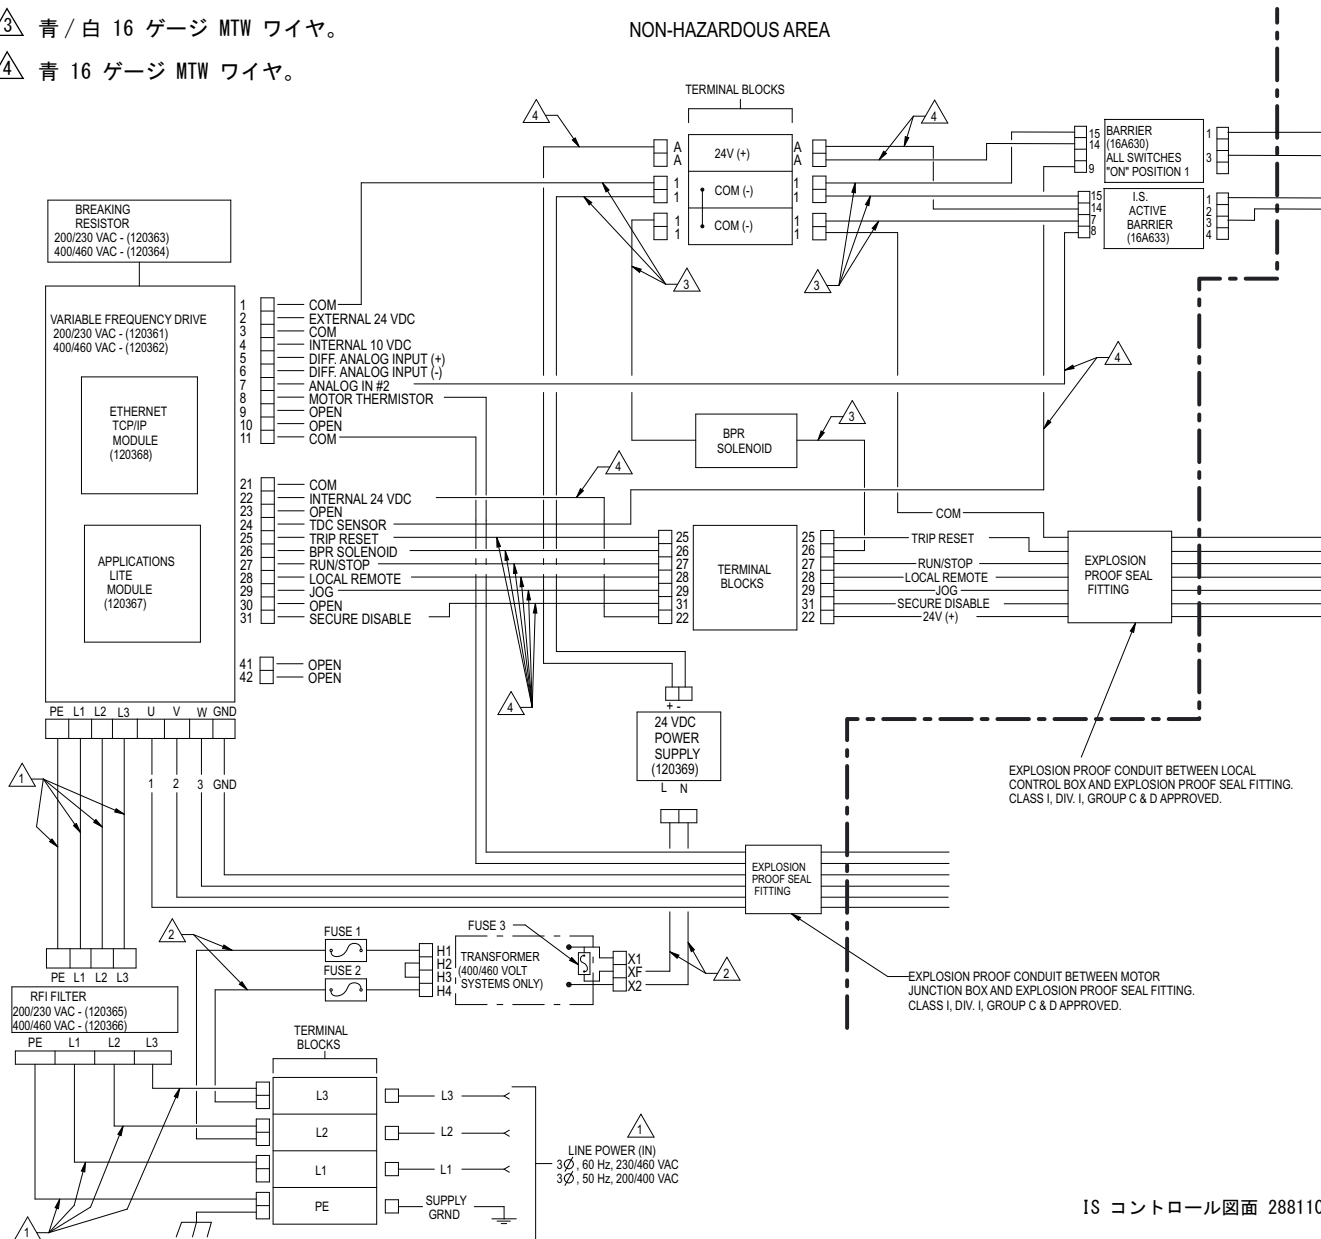 3 青/白 16 ゲージ MTW ワイヤ。
4 青 16 ゲージ MTW ワイヤ。
NON-HAZARDOUS AREA
TERMINAL BLOCKS
4
4
A
A
24V (+)
A
A
1
1
COM (-)
1
1
1
1
COM (-)
1
1
3
3
15
14
9
BARRIER
(16A630)
ALL SWITCHES
"ON" POSITION 1
1
3
15
14
7
8
I.S.
ACTIVE
BARRIER
(16A633)
1
2
3
4
4
BREAKING
RESISTOR
200/230 VAC - (120363)
400/460 VAC - (120364)
VARIABLE FREQUENCY DRIVE
200/230 VAC - (120361)
400/460 VAC - (120362)
ETHERNET
TCP/IP
MODULE
(120368)
APPLICATIONS
LITE
MODULE
(120367)
1 COM
2 EXTERNAL 24 VDC
3 COM
4 INTERNAL 10 VDC
5 DIFF. ANALOG INPUT (+)
6 DIFF. ANALOG INPUT (-)
7 ANALOG IN #2
8 MOTOR THERMISTOR
9 OPEN
10 OPEN
11 COM
21 COM
22 INTERNAL 24 VDC
23 OPEN
24 TDC SENSOR
25 TRIP RESET
26 BPR SOLENOID
27 RUN/STOP
28 LOCAL REMOTE
29 JOG
30 OPEN
31 SECURE DISABLE
41 OPEN
42 OPEN
BPR
SOLENOID
3
4
4
25
26
27
28
29
31
22
TERMINAL
BLOCKS
25
26
27
28
29
31
22
COM
TRIP RESET
RUN/STOP
LOCAL REMOTE
JOG
SECURE DISABLE
24V (+)
EXPLOSION
PROOF SEAL
FITTING
EXPLOSION PROOF CONDUIT BETWEEN LOCAL
CONTROL BOX AND EXPLOSION PROOF SEAL FITTING.
CLASS I, DIV. I, GROUP C & D APPROVED.
+ -
24 VDC
POWER
SUPPLY
(120369)
L N
PE L1 L2 L3 U V W GND
1
1 2 3 GND
EXPLOSION
PROOF SEAL
FITTING
EXPLOSION PROOF CONDUIT BETWEEN MOTOR
JUNCTION BOX AND EXPLOSION PROOF SEAL FITTING.
CLASS I, DIV. I, GROUP C & D APPROVED.
2
FUSE 1
FUSE 2
FUSE 3
H1
H2
H3
H4
TRANSFORMER
(400/460 VOLT
SYSTEMS ONLY)
X1
XF
X2
2
PE L1 L2 L3
RFI FILTER
200/230 VAC - (120365)
400/460 VAC - (120366)
PE L1 L2 L3
TERMINAL
BLOCKS
L3
L2
L1
PE
L3
L2
L1
SUPPLY
GRND
1
1
LINE POWER (IN)
3Ø, 60 Hz, 230/460 VAC
3Ø, 50 Hz, 200/400 VAC
IS コントロール図面 288110